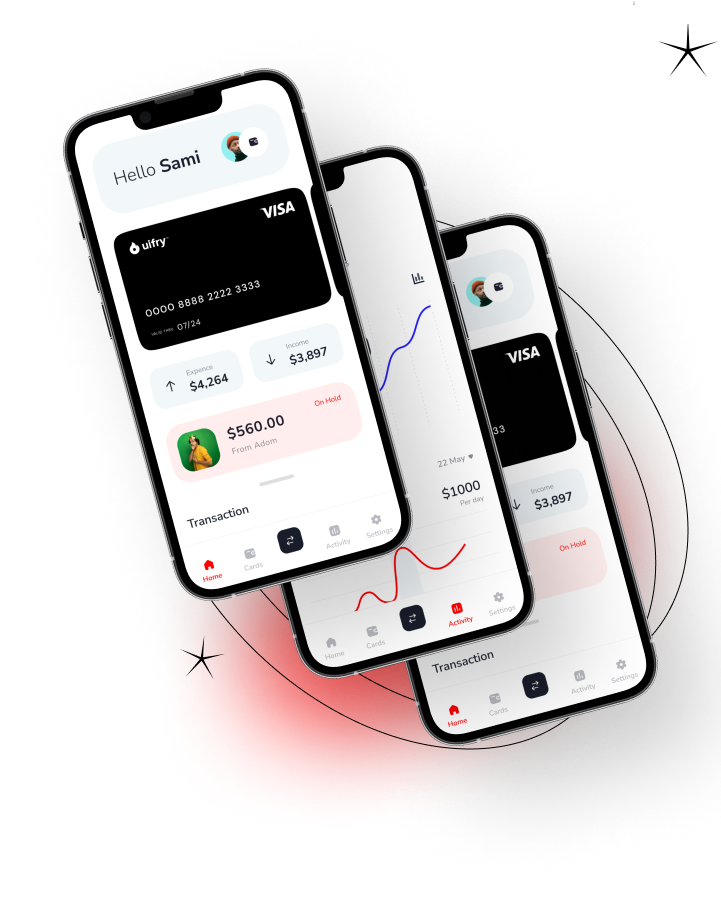 Hello Sami
VISA
uifry™
0000 8888 2222 3333
VALID THRU 07/24
Expence
$4,264
Income
$3,897
On Hold
$560.00
From Adom
Transaction
Home
Cards
Activity
Settings
22 May
$1000
Per day
Home
Cards
Activity
Settings
VISA
33
Income
$3,897
On Hold
Transaction
Home
Cards
Activity
Settings